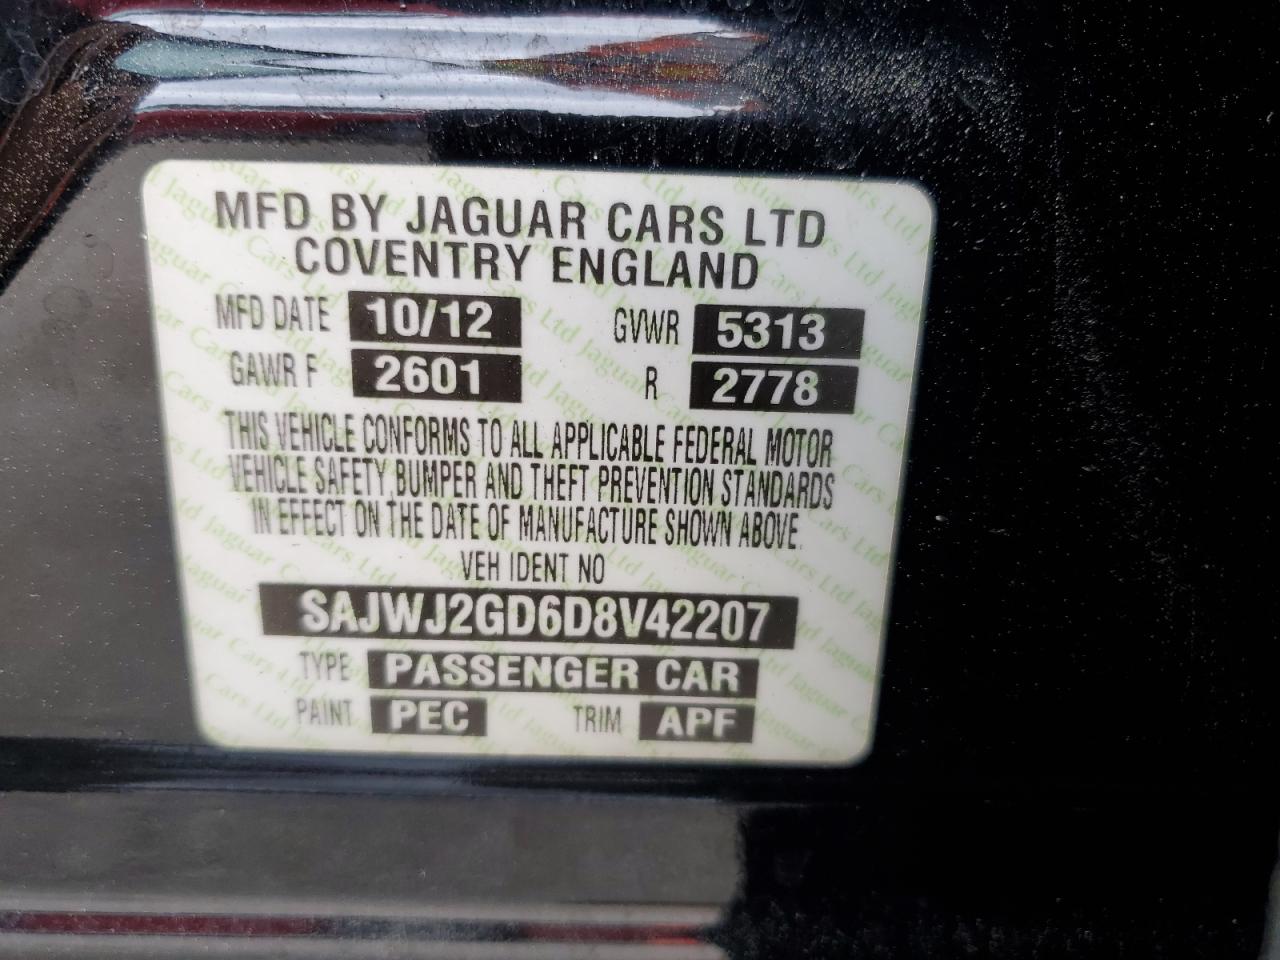 MFD BY JAGUAR CARS LTD
COVENTRY ENGLAND
MFD DATE 10/12 GVWR 5313
GAWR F 2601 R 2778
THIS VEHICLE CONFORMS TO ALL APPLICABLE FEDERAL MOTOR
VEHICLE SAFETY, BUMPER AND THEFT PREVENTION STANDARDS
IN EFFECT ON THE DATE OF MANUFACTURE SHOWN ABOVE.
VEH IDENT NO
SAJWJ2GD6D8V42207
TYPE PASSENGER CAR
PAINT PEC TRIM APF